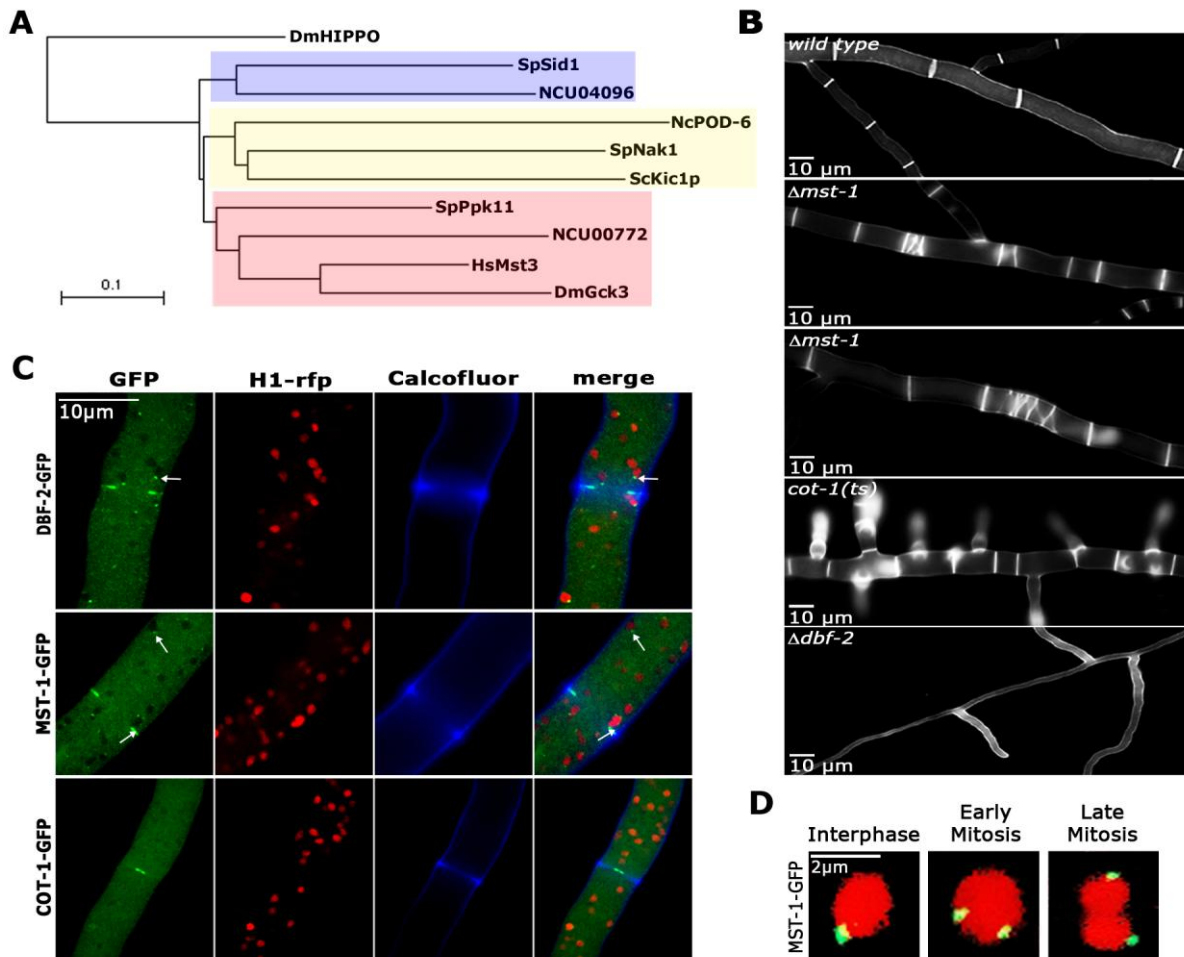 A
DmHIPPO
SpSid1
NCU04096
NcPOD-6
SpNak1
ScKic1p
SpPpk11
NCU00772
HsMst3
DmGck3
0.1
B
wild type
10 µm
Δmst-1
10 µm
Δmst-1
10 µm
cot-1(ts)
10 µm
Δdbf-2
10 µm
C
GFP H1-rfp Calcofluor merge
10µm
DBF-2-GFP
MST-1-GFP
COT-1-GFP
D
Interphase Early Mitosis Late Mitosis
2µm
MST-1-GFP